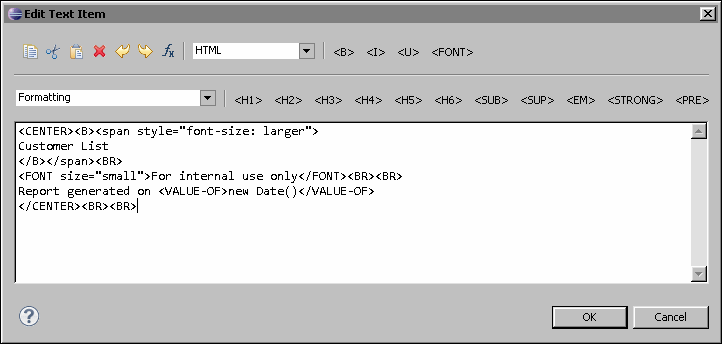 Edit Text Item
fx HTML <B> <I> <U> <FONT>
Formatting <H1> <H2> <H3> <H4> <H5> <H6> <SUB> <SUP> <EM> <STRONG> <PRE>
<CENTER><B><span style="font-size: larger">
Customer List
</B></span><BR>
<FONT size="small">For internal use only</FONT><BR><BR>
Report generated on <VALUE-OF>new Date()</VALUE-OF>
</CENTER><BR><BR>
? OK Cancel